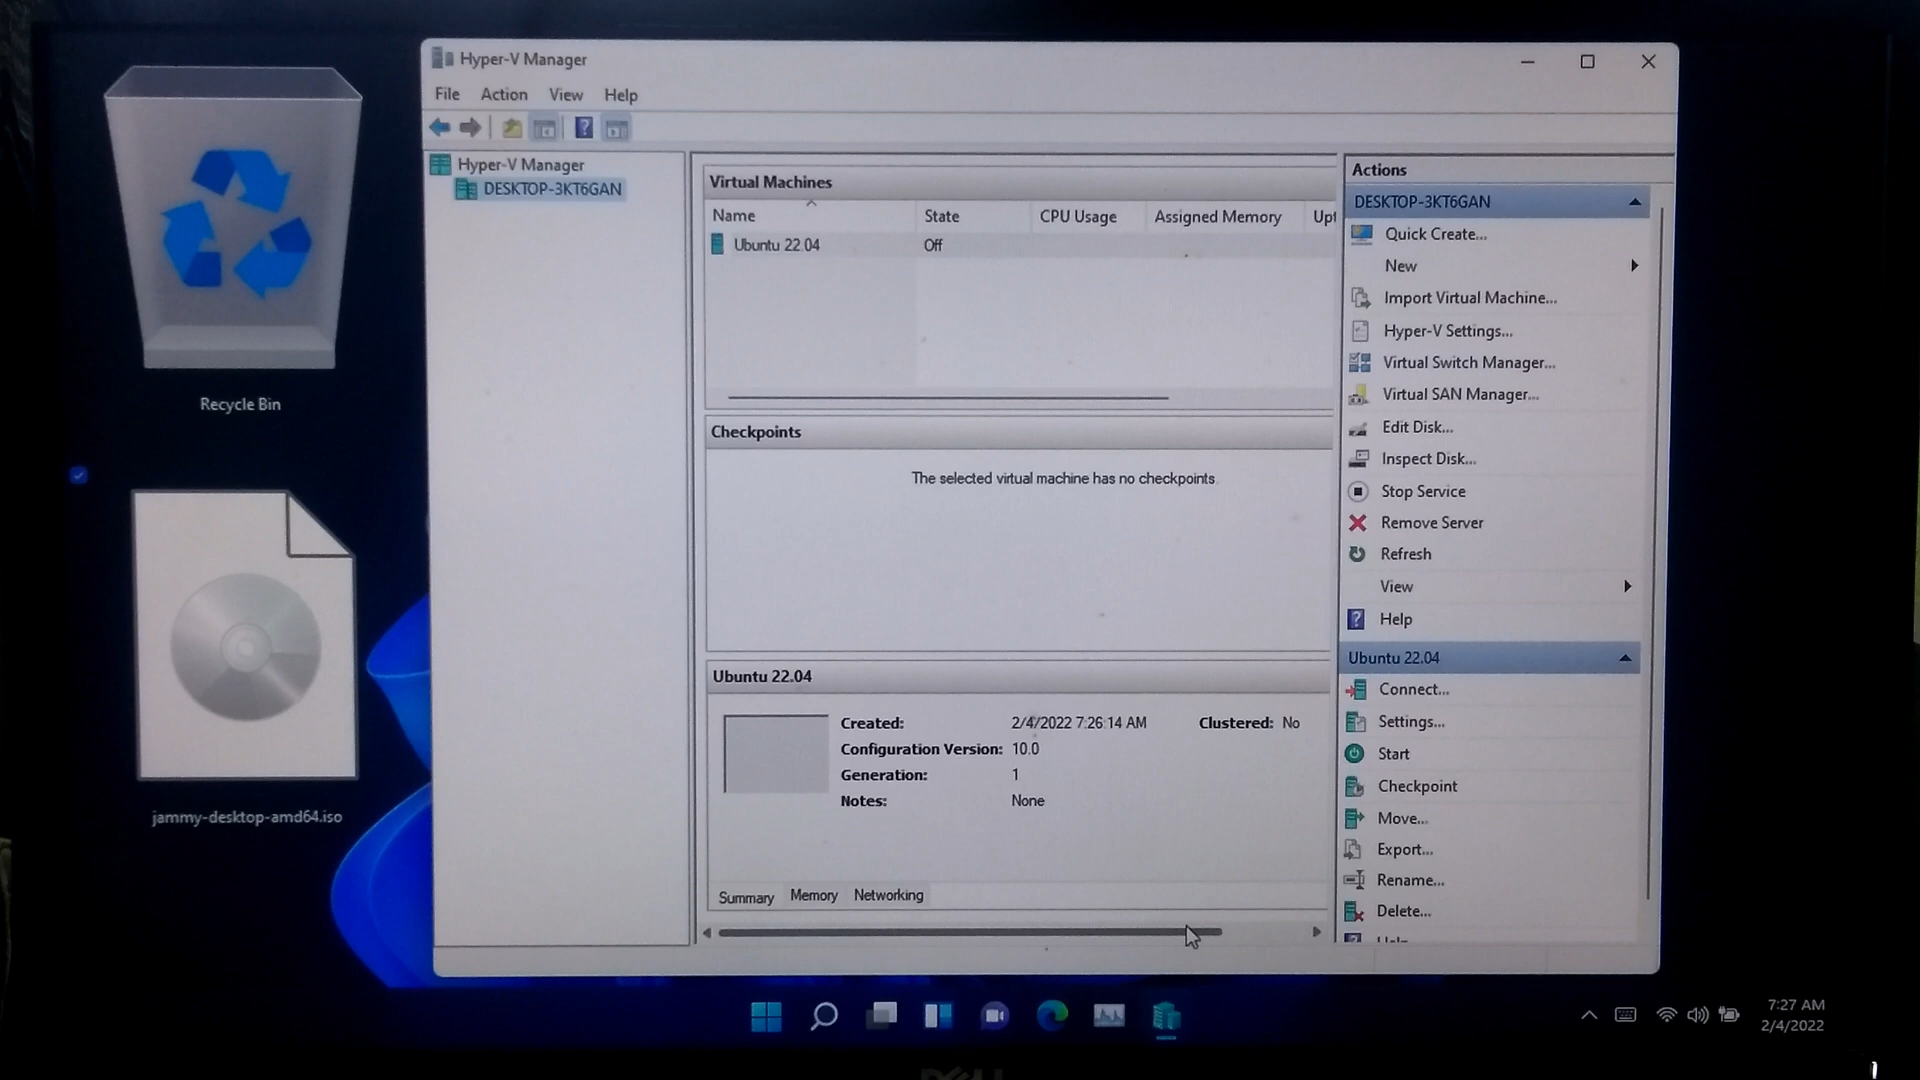 Hyper-V Manager
File Action View Help
Hyper-V Manager
DESKTOP-3KT6GAN
Virtual Machines
Name State CPU Usage Assigned Memory Upt
Ubuntu 22.04 Off
Checkpoints
The selected virtual machine has no checkpoints.
Ubuntu 22.04
Created: 2/4/2022 7:26:14 AM Clustered: No
Configuration Version: 10.0
Generation: 1
Notes: None
Summary Memory Networking
Actions
DESKTOP-3KT6GAN
Quick Create...
New
Import Virtual Machine...
Hyper-V Settings...
Virtual Switch Manager...
Virtual SAN Manager...
Edit Disk...
Inspect Disk...
Stop Service
Remove Server
Refresh
View
Help
Ubuntu 22.04
Connect...
Settings...
Start
Checkpoint
Move...
Export...
Rename...
Delete...
Recycle Bin
jammy-desktop-amd64.iso
7:27 AM
2/4/2022